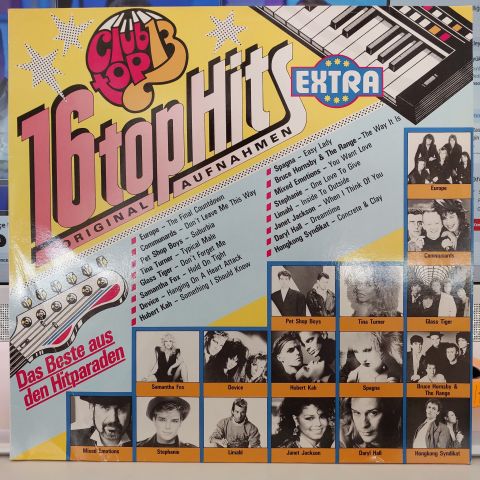 Club
top 13
16 top Hits
EXTRA
ORIGINAL AUFNAHMEN
Europe – The Final Countdown
Communards – Don't Leave Me This Way
Pet Shop Boys – Suburbia
Tina Turner – Typical Male
Glass Tiger – Don't Forget Me
Samantha Fox – Hold On Tight
Device – Hanging On A Heart Attack
Hubert Kah – Something I Should Know
Spagna – Easy Lady
Bruce Hornsby & The Range – The Way It Is
Mixed Emotions – You Want Love
Stephanie – One Love To Give
Limahl – Inside To Outside
Janet Jackson – When I Think Of You
Daryl Hall – Dreamtime
Hongkong Syndikat – Concrete & Clay
Das Beste aus
den Hitparaden
Europe
Communards
Pet Shop Boys
Tina Turner
Glass Tiger
Samantha Fox
Device
Hubert Kah
Spagna
Bruce Hornsby &
The Range
Mixed Emotions
Stephanie
Limahl
Janet Jackson
Daryl Hall
Hongkong Syndikat